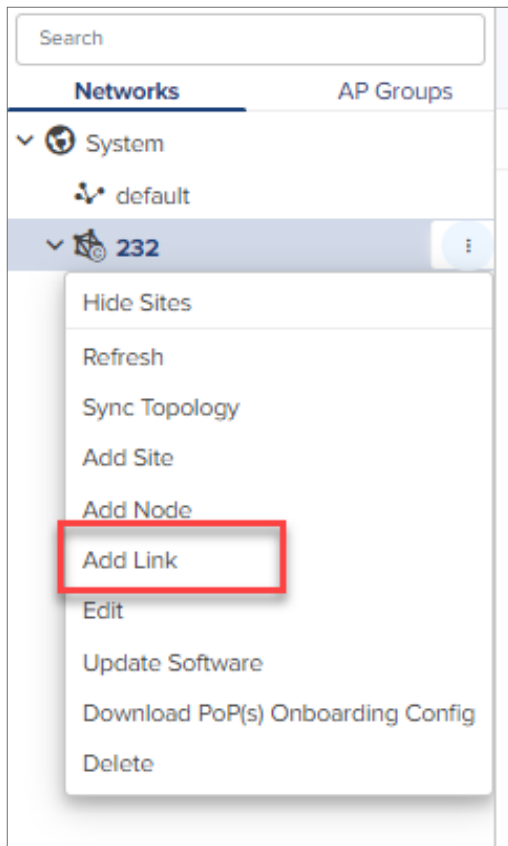 Search
Networks AP Groups
System
default
232
Hide Sites
Refresh
Sync Topology
Add Site
Add Node
Add Link
Edit
Update Software
Download PoP(s) Onboarding Config
Delete